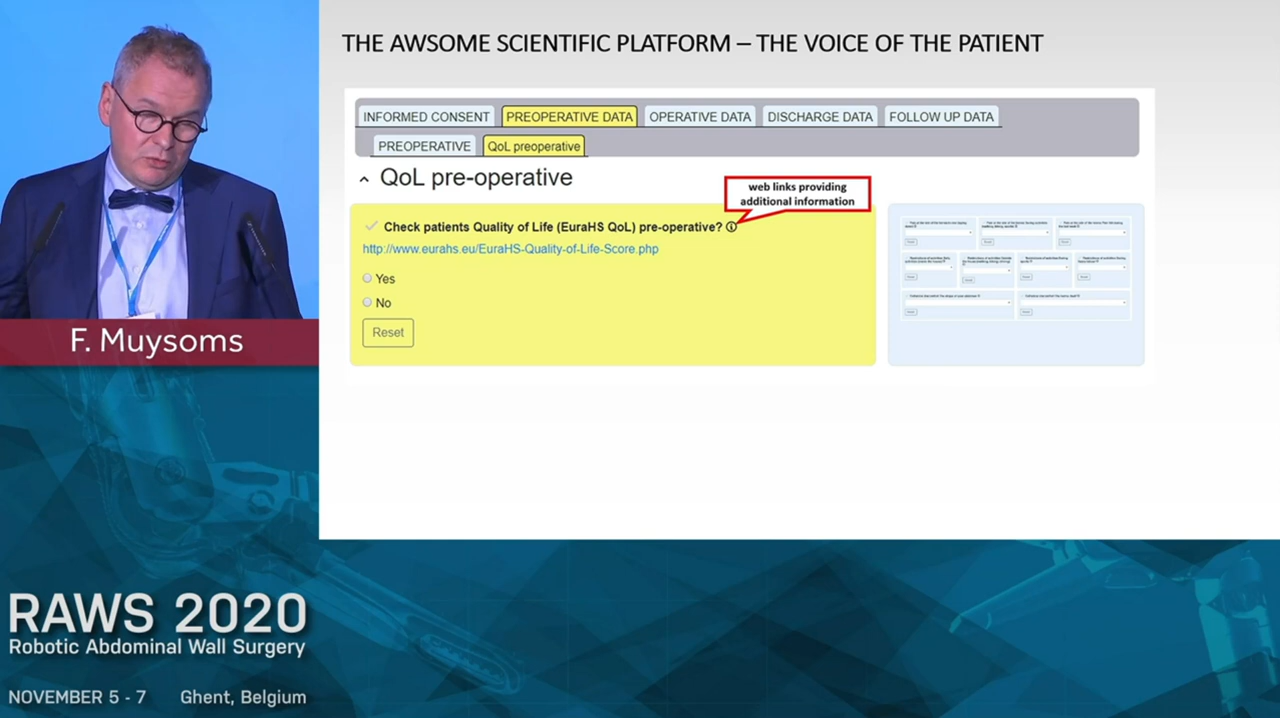 THE AWSOME SCIENTIFIC PLATFORM – THE VOICE OF THE PATIENT
INFORMED CONSENT
PREOPERATIVE DATA
OPERATIVE DATA
DISCHARGE DATA
FOLLOW UP DATA
PREOPERATIVE
QoL preoperative
QoL pre-operative
web links providing
additional information
Check patients Quality of Life (EuraHS QoL) pre-operative?
http://www.eurahs.eu/EuraHS-Quality-of-Life-Score.php
Yes
No
Reset
F. Muysoms
RAWS 2020
Robotic Abdominal Wall Surgery
NOVEMBER 5 - 7 Ghent, Belgium